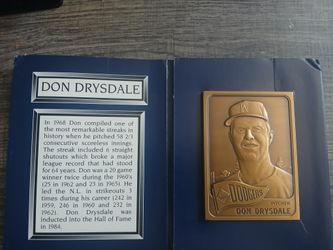 DON DRYSDALE
In 1968 Don compiled one
of the most remarkable streaks in
history when he pitched 58 2/3
consecutive scoreless innings.
The streak included 6 straight
shutouts which broke a major
league record that had stood
for 64 years. Don was a 20 game
winner twice during the 1960's
(25 in 1962 and 23 in 1965). He
led the N.L. in strikeouts 3
times during his career (242 in
1959, 246 in 1960 and 232 in
1962). Don Drysdale was
inducted into the Hall of Fame
in 1984.
Dodgers
PITCHER
DON DRYSDALE